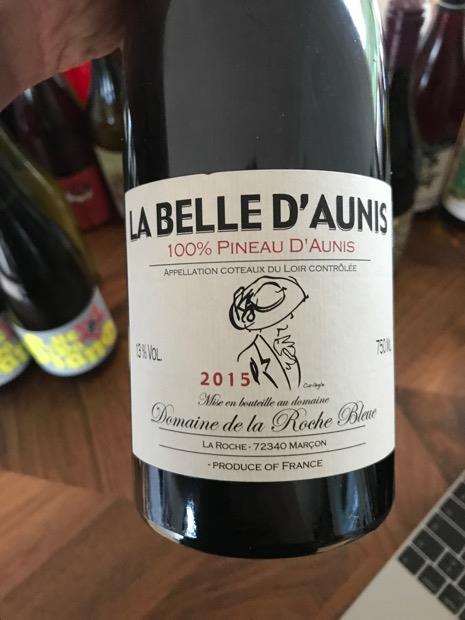 LA BELLE D'AUNIS
100% PINEAU D'AUNIS
APPELLATION COTEAUX DU LOIR CONTRÔLÉE
13% VOL.
750 ML
2015
Mise en bouteille au domaine
Domaine de la Roche Bleue
LA ROCHE - 72340 MARÇON
- PRODUCE OF FRANCE